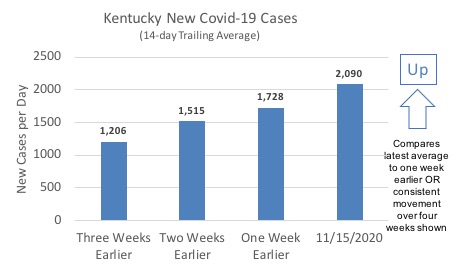 Kentucky New Covid-19 Cases
(14-day Trailing Average)
New Cases per Day
2500
2000
1500
1000
500
0
1,206
1,515
1,728
2,090
Three Weeks
Earlier
Two Weeks
Earlier
One Week
Earlier
11/15/2020
Up
Compares
latest average
to one week
earlier OR
consistent
movement
over four
weeks shown